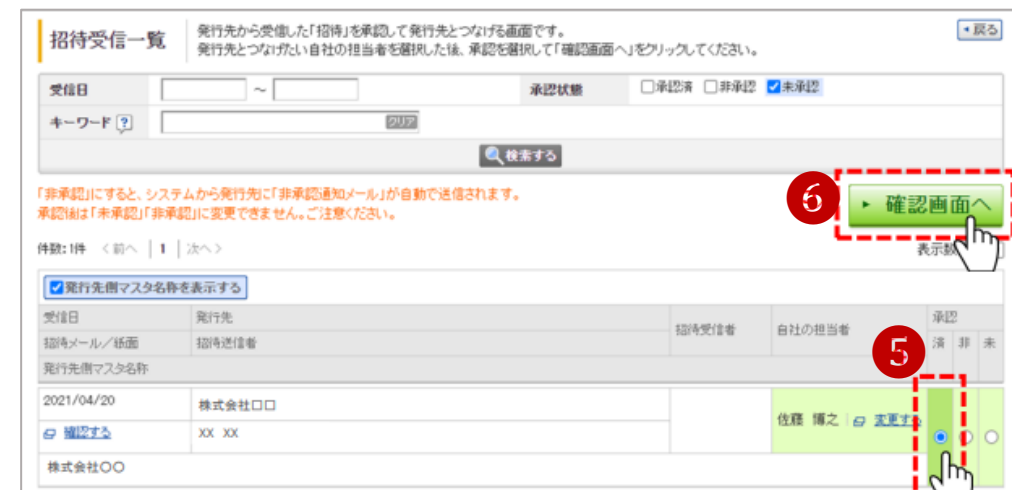 招待受信一覧
発行先から受信した「招待」を承認して発行先とつなげる画面です。
発行先とつなげたい自社の担当者を選択した後、承認を選択して「確認画面へ」をクリックしてください。
戻る
受信日 ～ 承認状態 承認済 非承認 未承認
キーワード ? クリア
検索する
「非承認」にすると、システムから発行先に「非承認通知メール」が自動で送信されます。
承認後は「未承認」「非承認」に変更できません。ご注意ください。
6
確認画面へ
件数:1件 <前へ | 1 | 次へ>
表示数
発行先側マスタ名称を表示する
受信日 発行先 招待受信者 自社の担当者 承認
招待メール／紙面 招待送信者 済 非 未
発行先側マスタ名称
5
2021/04/20 株式会社□□ 佐藤 博之 変更する
確認する XX XX
株式会社〇〇